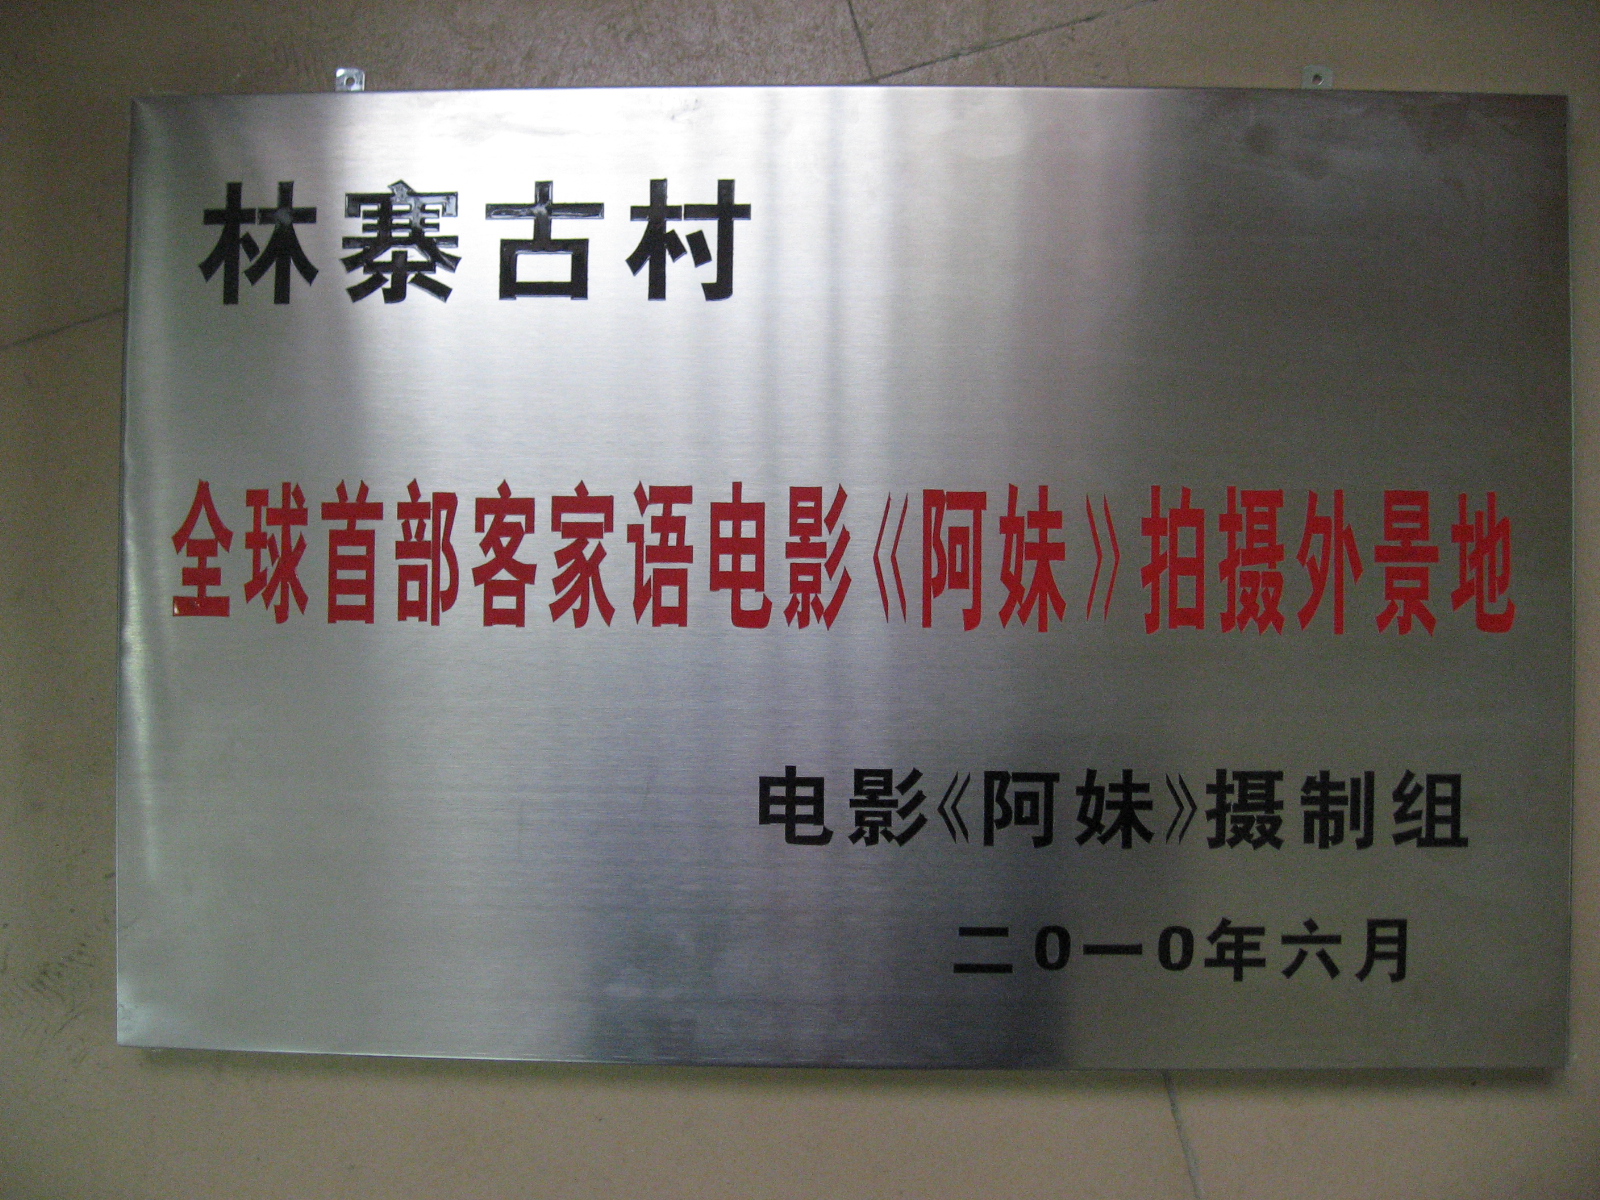 林寨古村
全球首部客家语电影《阿妹》拍摄外景地
电影《阿妹》摄制组
二0一0年六月